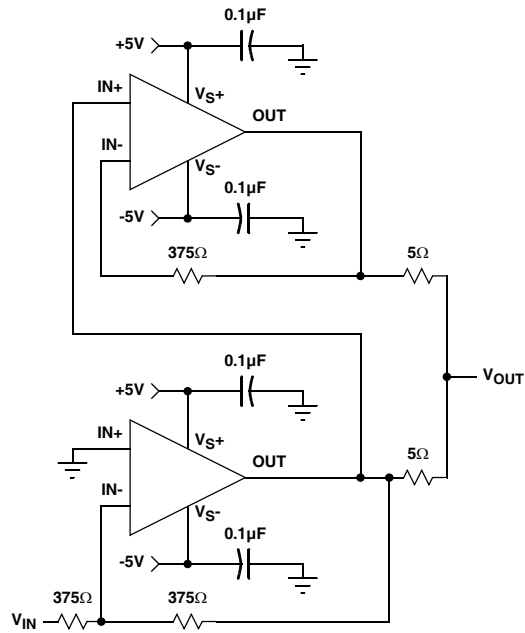 0.1µF
+5V
IN+
VS+
OUT
IN-
VS-
0.1µF
-5V
375Ω
5Ω
0.1µF
+5V
VOUT
IN+
VS+
OUT
5Ω
IN-
VS-
0.1µF
-5V
375Ω
375Ω
VIN